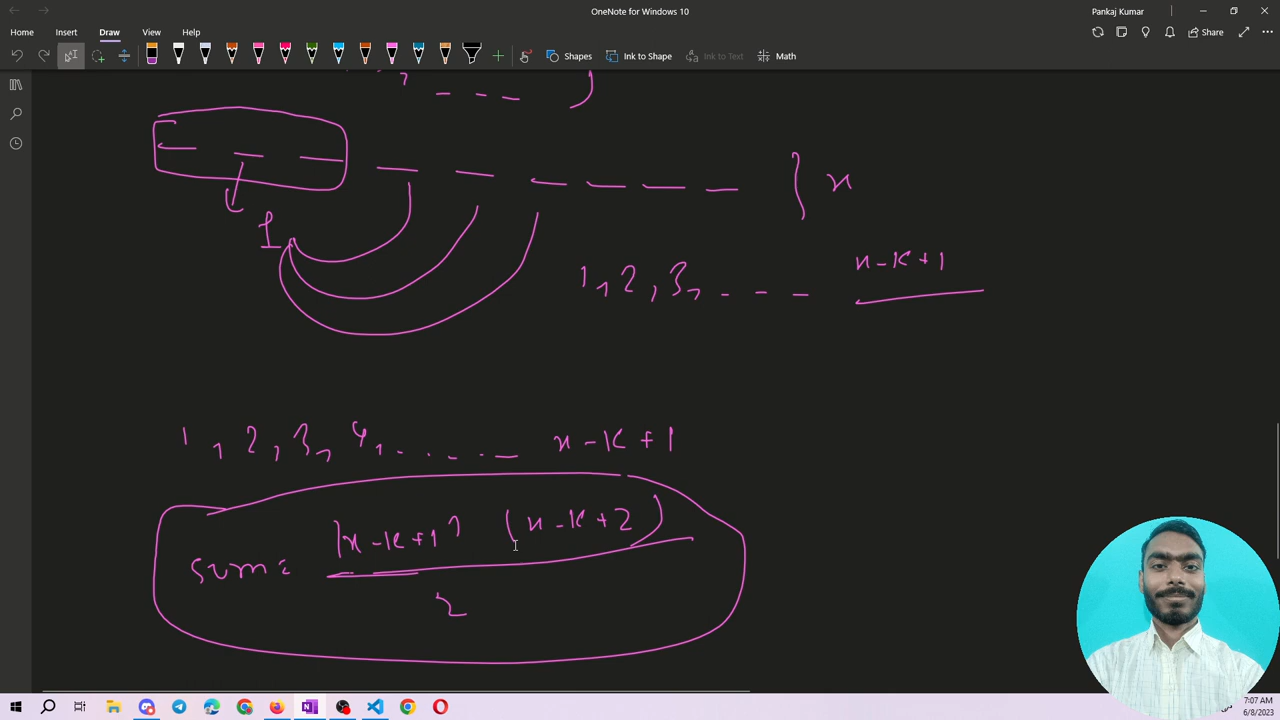 OneNote for Windows 10
Pankaj Kumar
Home Insert Draw View Help
Share
Shapes Ink to Shape Ink to Text Math
, _ _ _ )
} x
1
x-k+1
1, 2, 3, _ _ _
1, 2, 3, 4, . . . . _ x-k+1
sum = (x-k+1) (x-k+2)
2
7:07 AM
6/8/2023